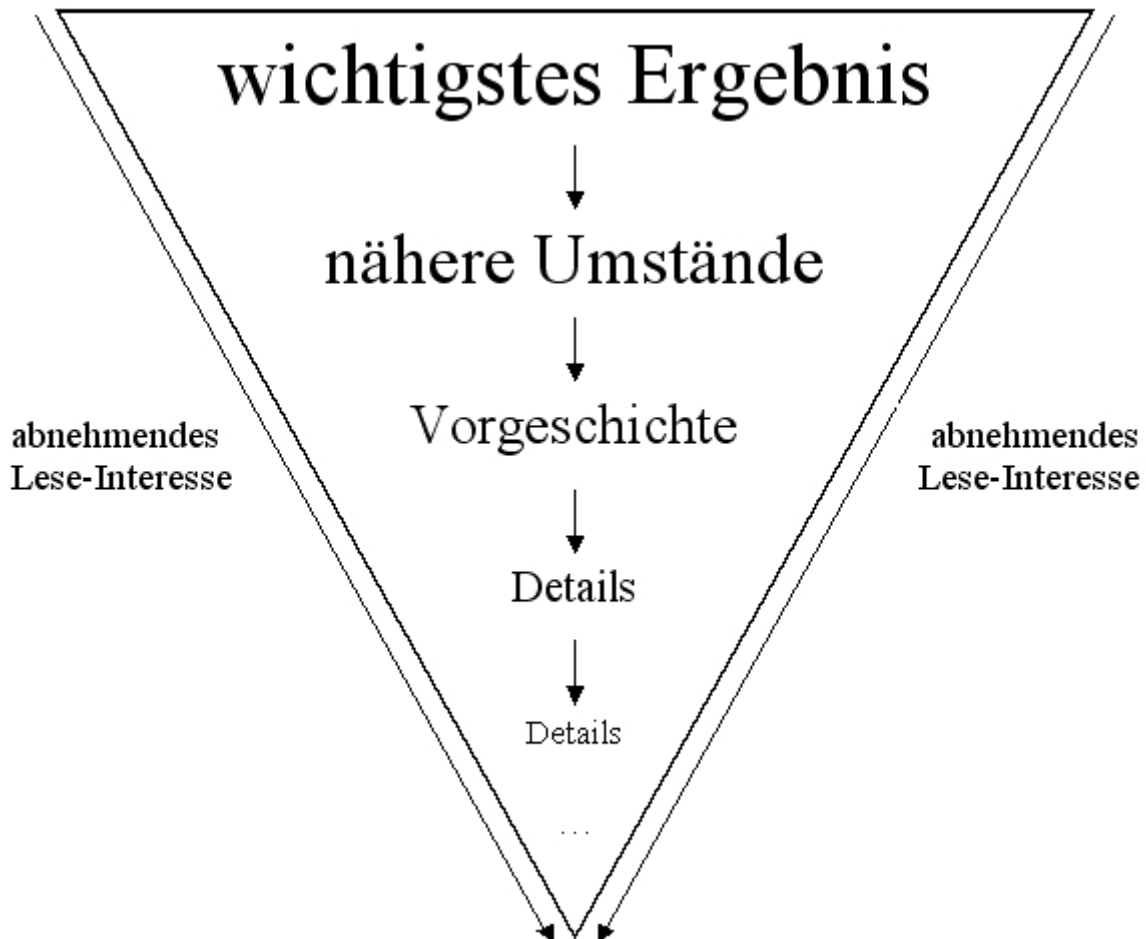 wichtigstes Ergebnis
nähere Umstände
Vorgeschichte
abnehmendes
Lese-Interesse
abnehmendes
Lese-Interesse
Details
Details
...